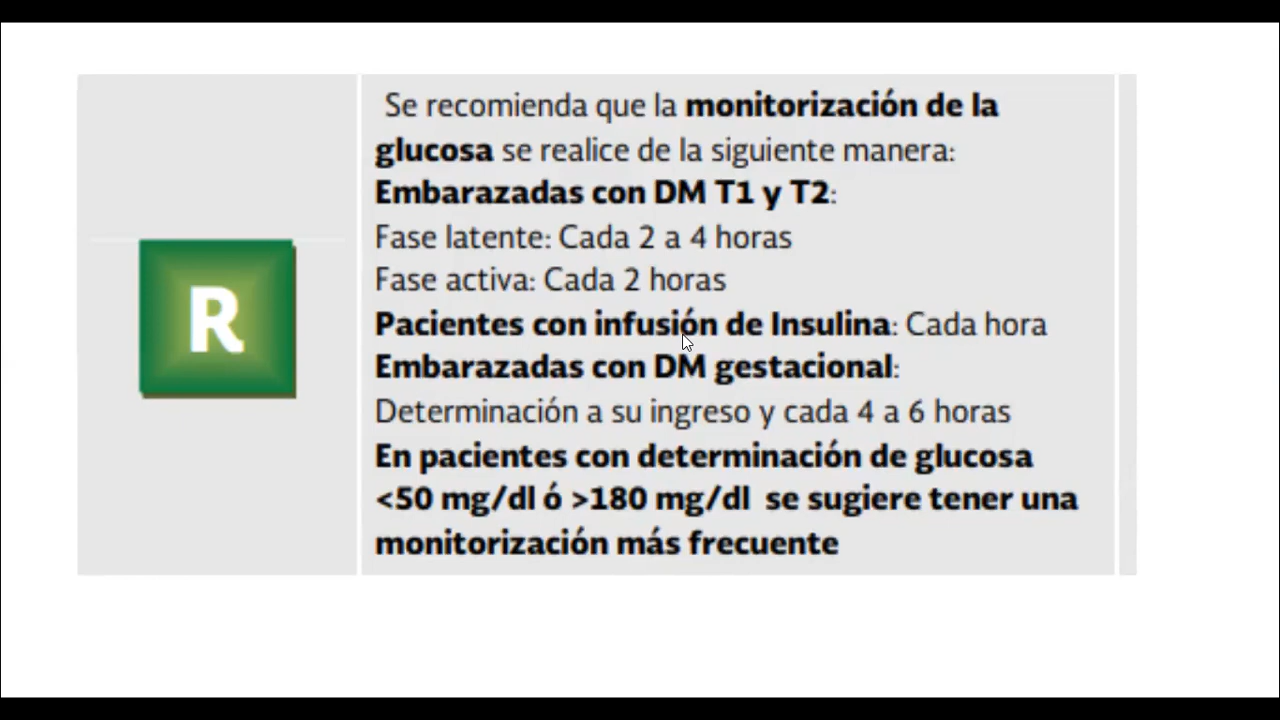 Se recomienda que la monitorización de la
glucosa se realice de la siguiente manera:
Embarazadas con DM T1 y T2:
Fase latente: Cada 2 a 4 horas
Fase activa: Cada 2 horas
R
Pacientes con infusión de Insulina: Cada hora
Embarazadas con DM gestacional:
Determinación a su ingreso y cada 4 a 6 horas
En pacientes con determinación de glucosa
<50 mg/dl ó >180 mg/dl se sugiere tener una
monitorización más frecuente